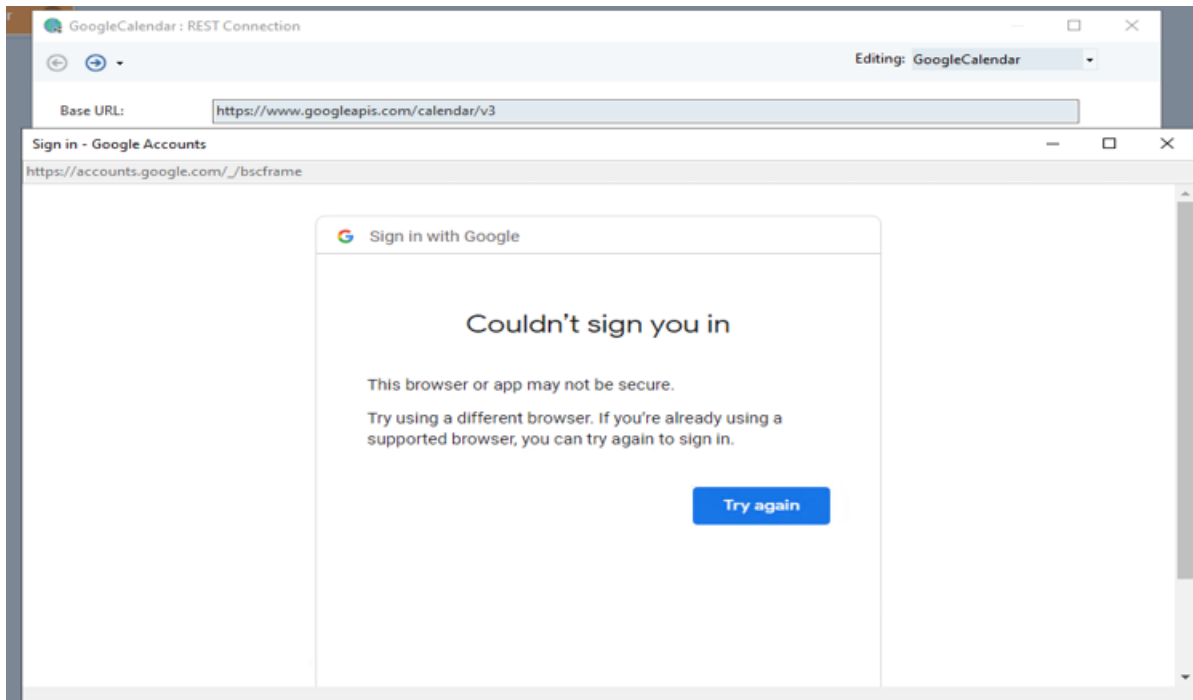 GoogleCalendar : REST Connection
Editing: GoogleCalendar
Base URL: https://www.googleapis.com/calendar/v3
Sign in - Google Accounts
https://accounts.google.com/_/bscframe
Sign in with Google
Couldn't sign you in
This browser or app may not be secure.
Try using a different browser. If you're already using a
supported browser, you can try again to sign in.
Try again